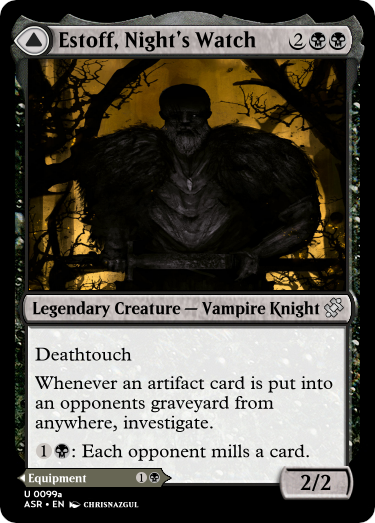 Estoff, Night's Watch 2
Legendary Creature — Vampire Knight
Deathtouch
Whenever an artifact card is put into
an opponents graveyard from
anywhere, investigate.
1: Each opponent mills a card.
Equipment 1
2/2
U 0099a
ASR • EN CHRISNAZGUL